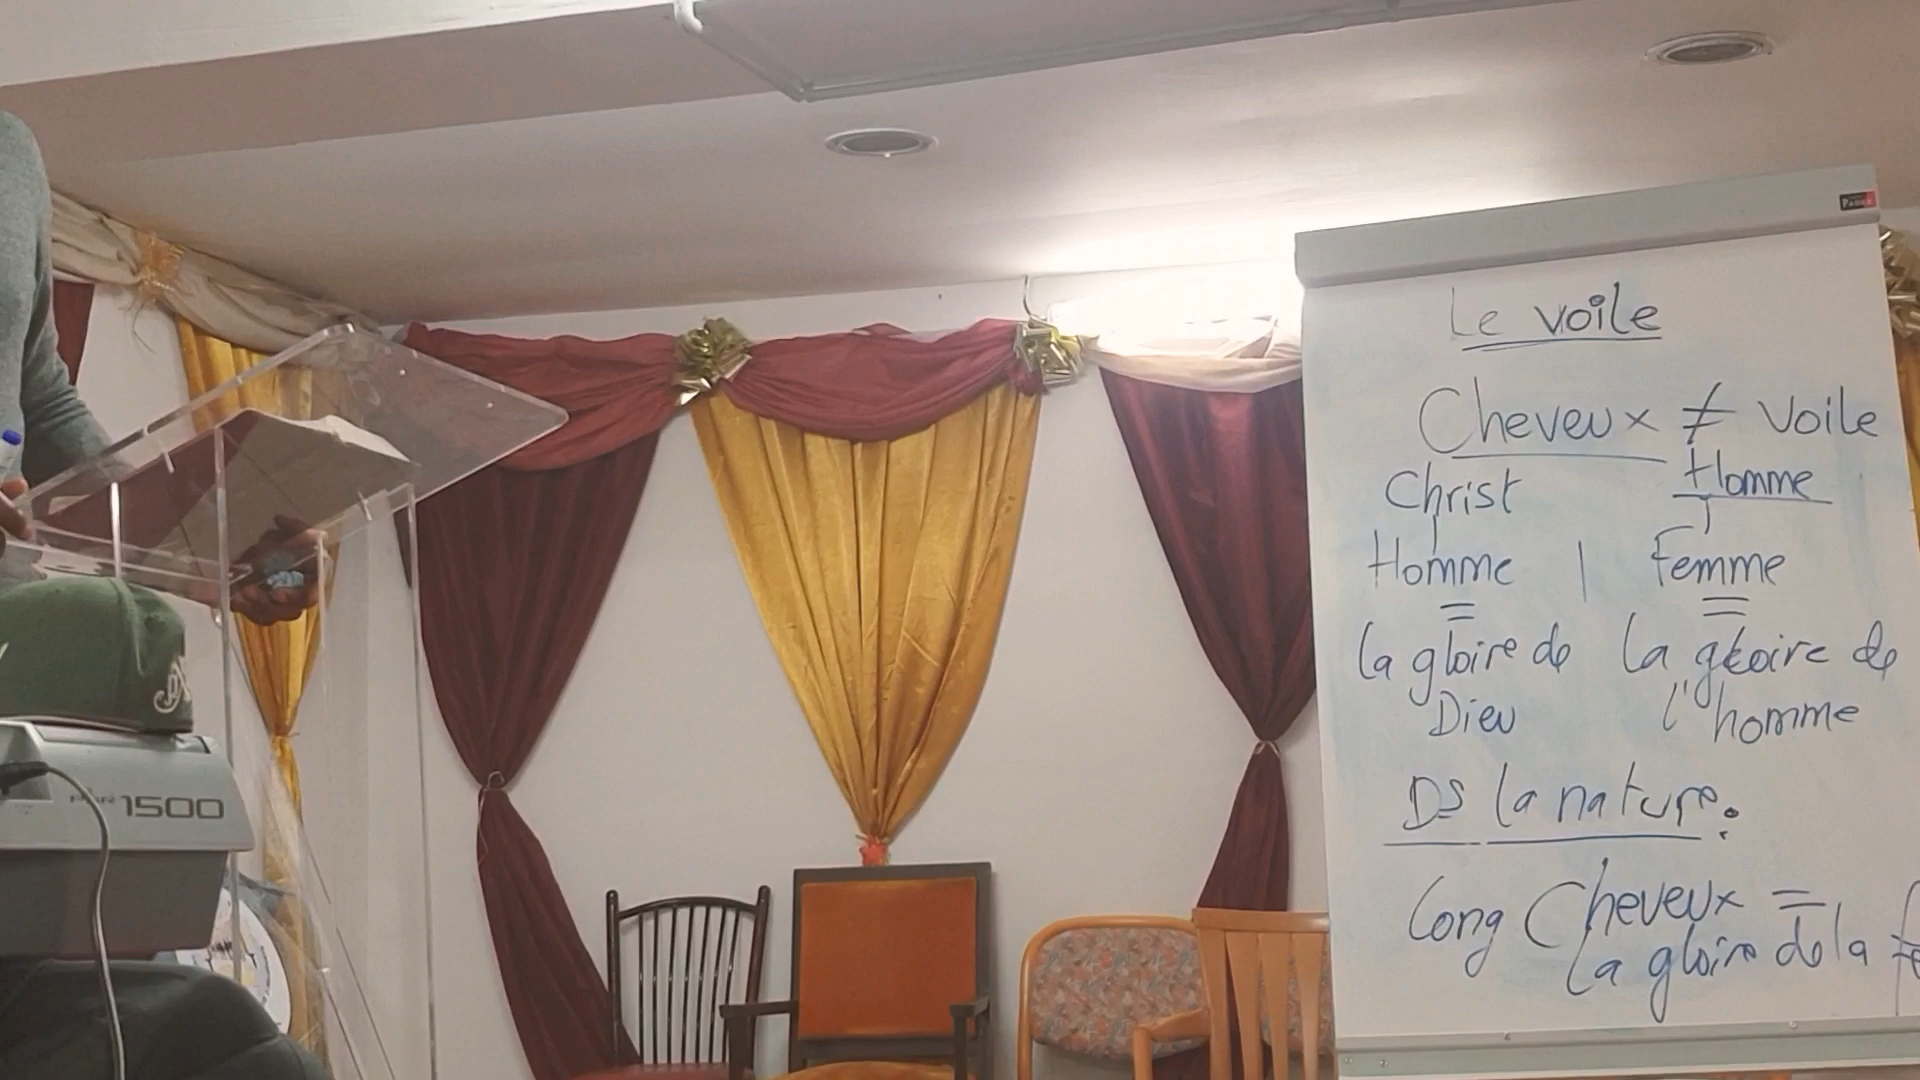 Le voile
Cheveux ≠ voile
Christ Homme
Homme | Femme
= =
la gloire de la gloire de
Dieu l'homme
Ds la nature:
Long Cheveux =
la gloire de la
1500